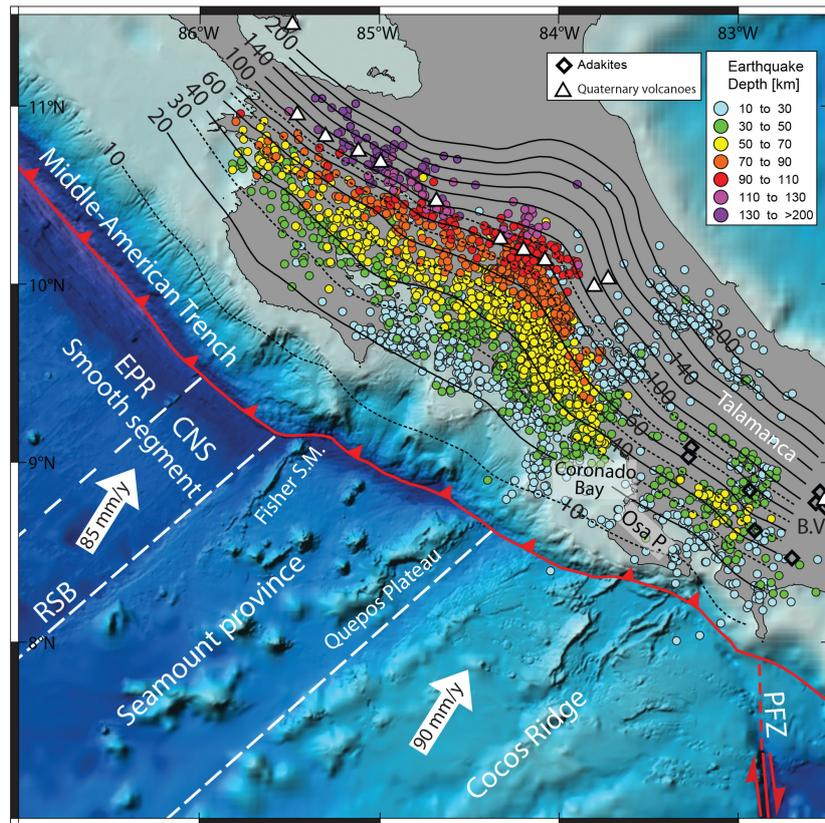 86°W
85°W
84°W
83°W
11°N
10°N
9°N
8°N
Adakites
Quaternary volcanoes
Earthquake
Depth [km]
10 to 30
30 to 50
50 to 70
70 to 90
90 to 110
110 to 130
130 to >200
200
140
100
60
40
30
20
10
Middle-American Trench
EPR
CNS
Smooth segment
85 mm/y
RSB
Fisher S.M.
Seamount province
Quepos Plateau
90 mm/y
Cocos Ridge
Coronado
Bay
Osa P.
10
40
60
100
140
200
Talamanca
B.V
PFZ